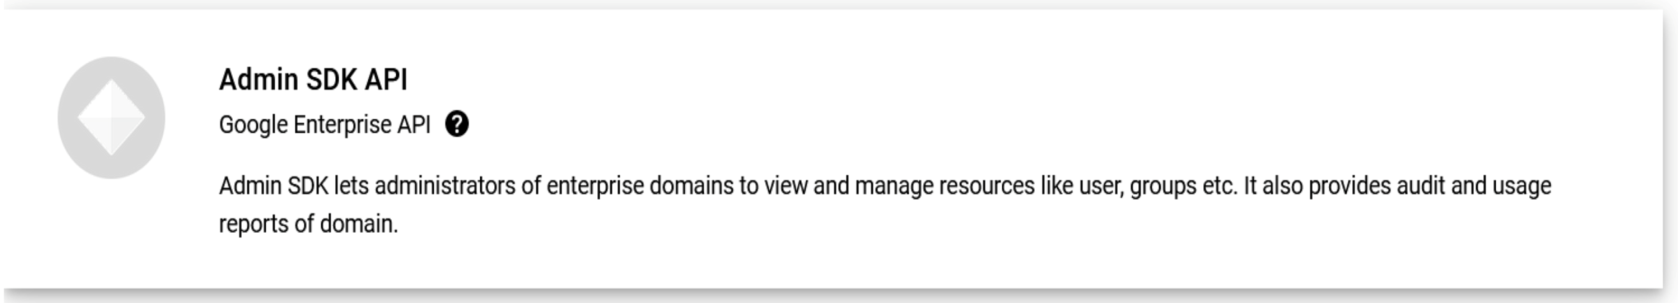 Admin SDK API
Google Enterprise API ?
Admin SDK lets administrators of enterprise domains to view and manage resources like user, groups etc. It also provides audit and usage
reports of domain.